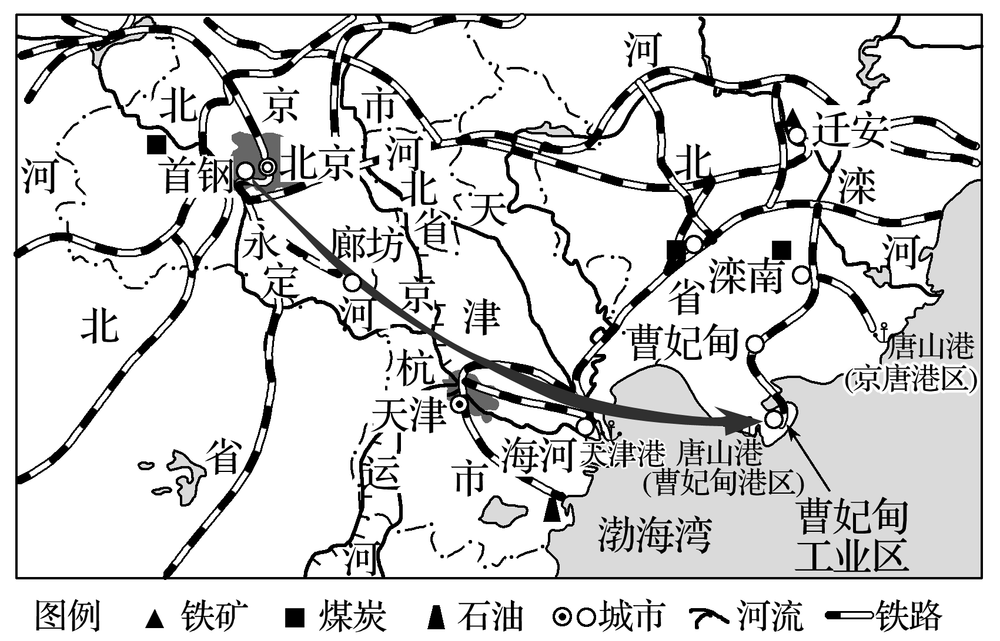 河
北 京 市
迁安
河
首钢
北京
河北省
北
滦河
天津市
永定河
廊坊
京杭运河
滦南
省
北
曹妃甸
唐山港
(京唐港区)
天津
海河
天津港
唐山港
(曹妃甸港区)
省
渤海湾
曹妃甸
工业区
图例 铁矿 煤炭 石油 城市 河流 铁路